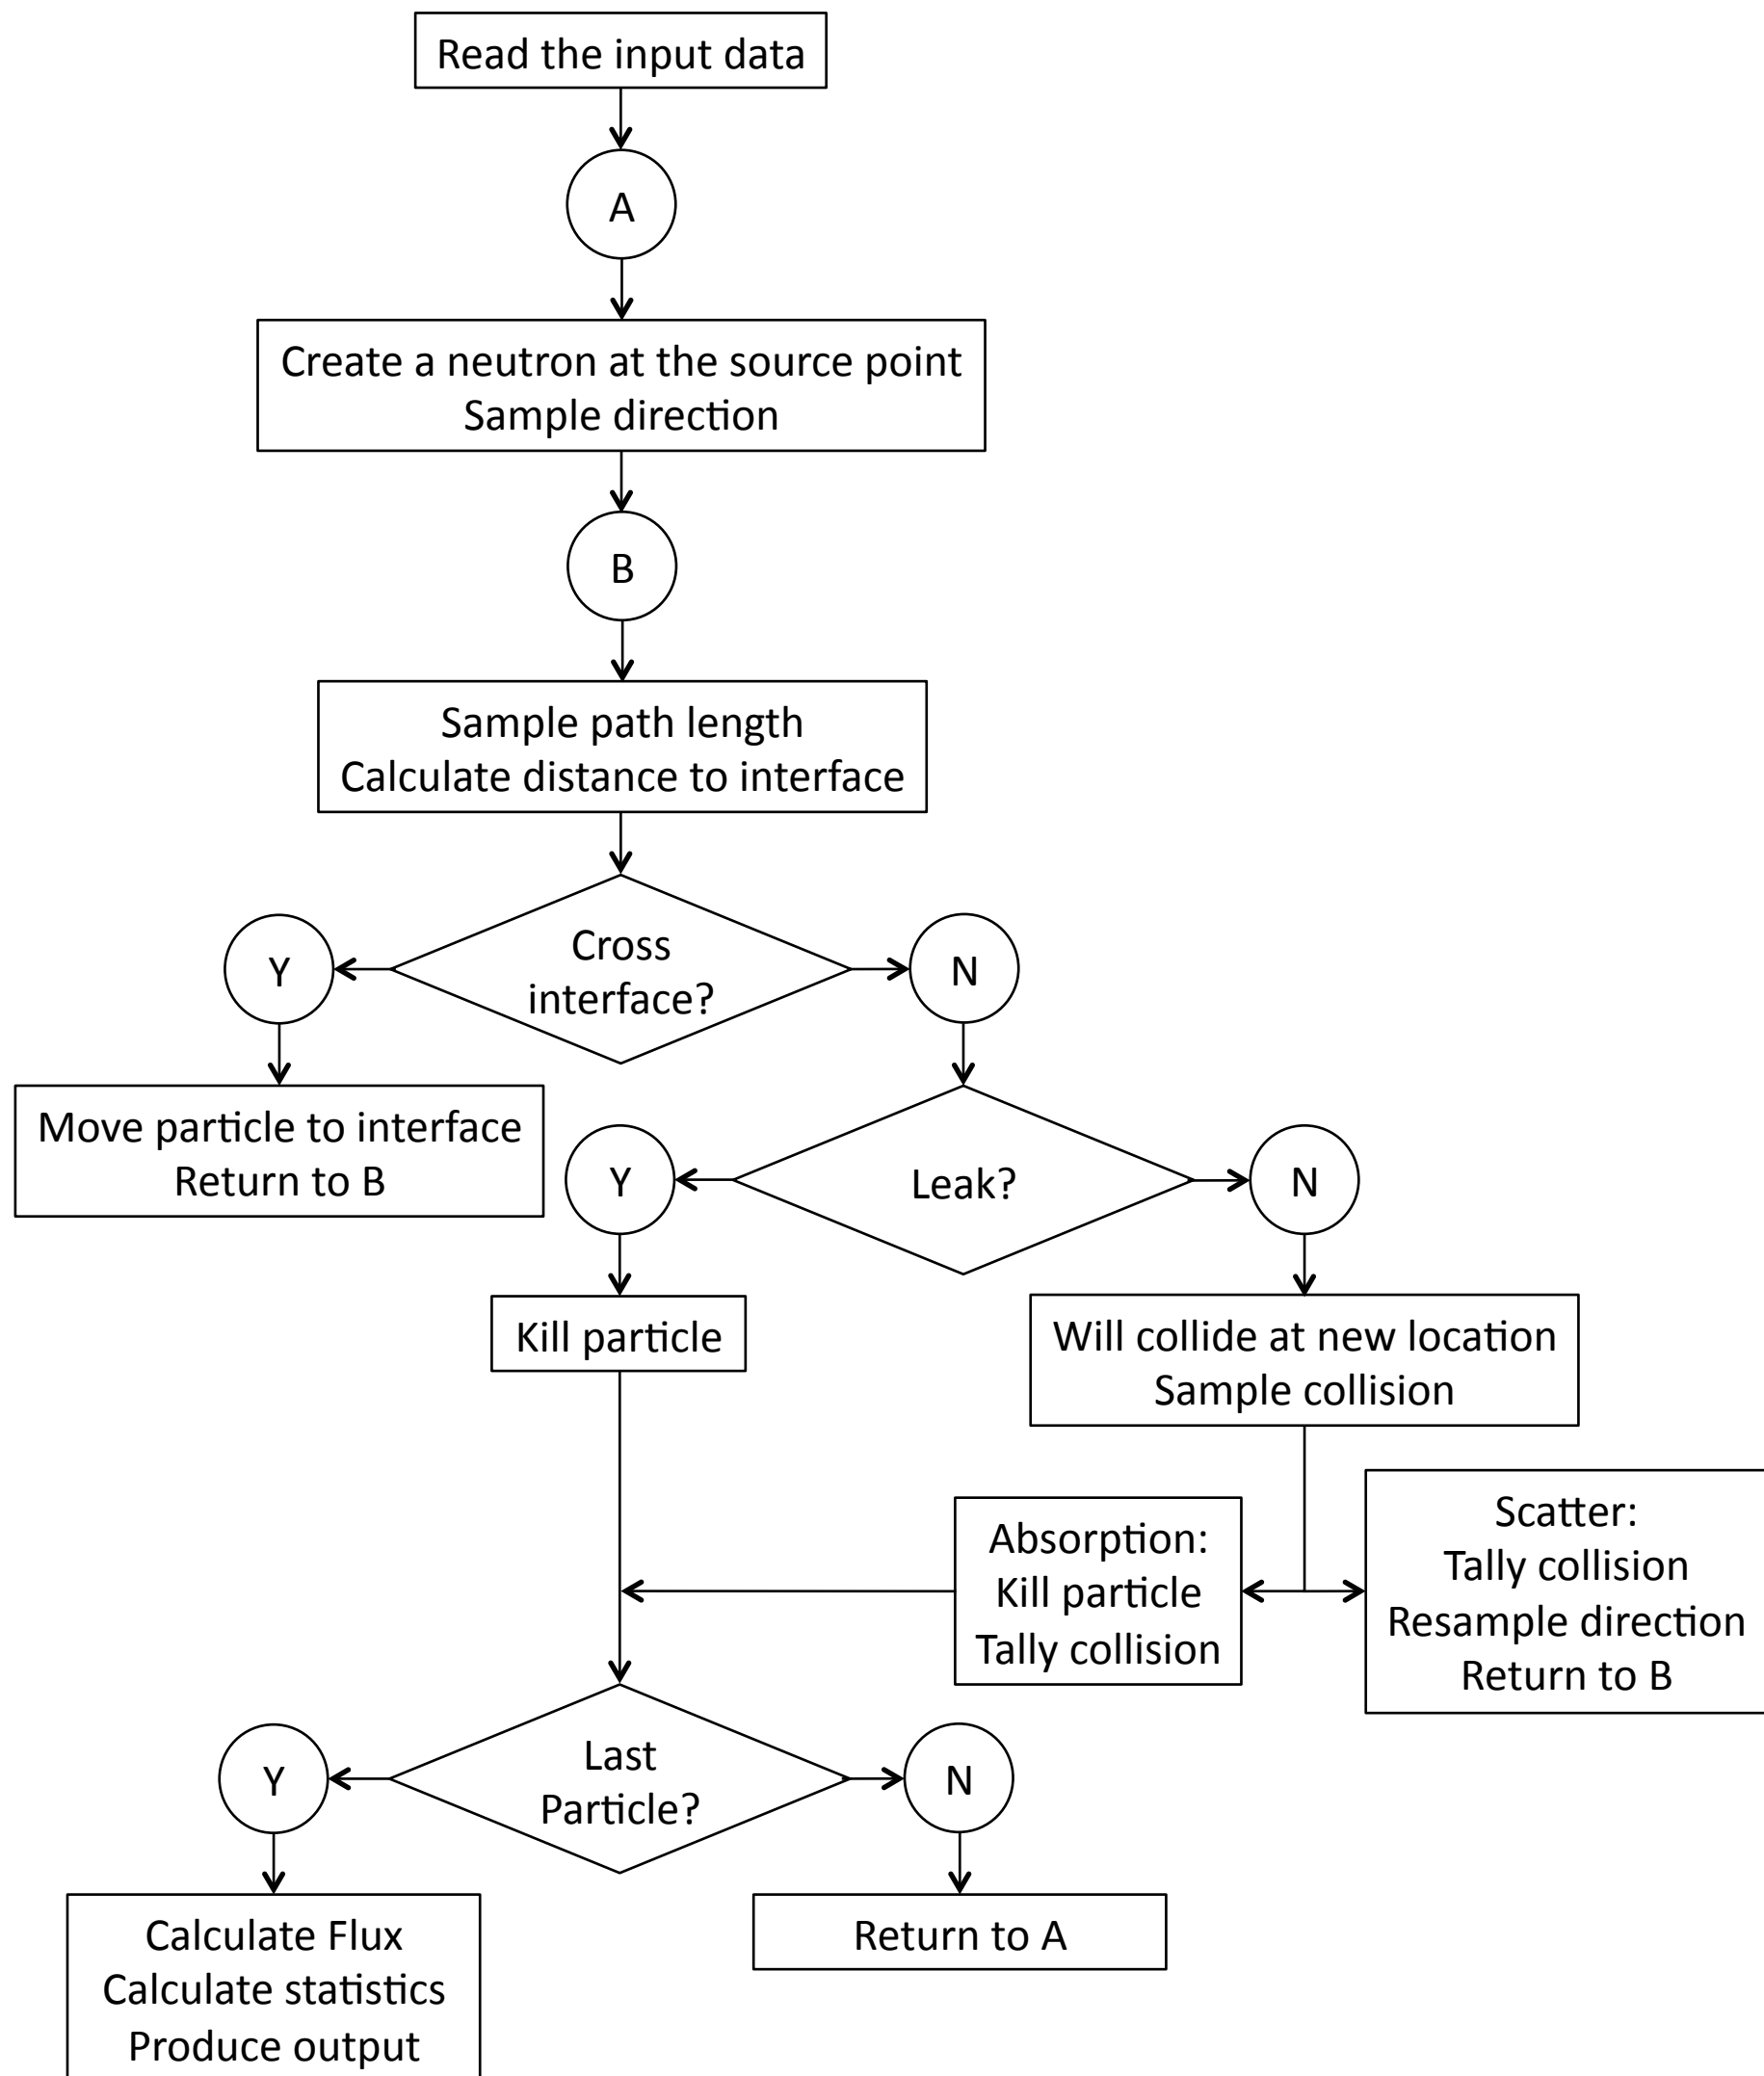 Read the input data
A
Create a neutron at the source point
Sample direction
B
Sample path length
Calculate distance to interface
Cross
interface?
Y
N
Move particle to interface
Return to B
Leak?
Y
N
Kill particle
Will collide at new location
Sample collision
Absorption:
Kill particle
Tally collision
Scatter:
Tally collision
Resample direction
Return to B
Last
Particle?
Y
N
Calculate Flux
Calculate statistics
Produce output
Return to A